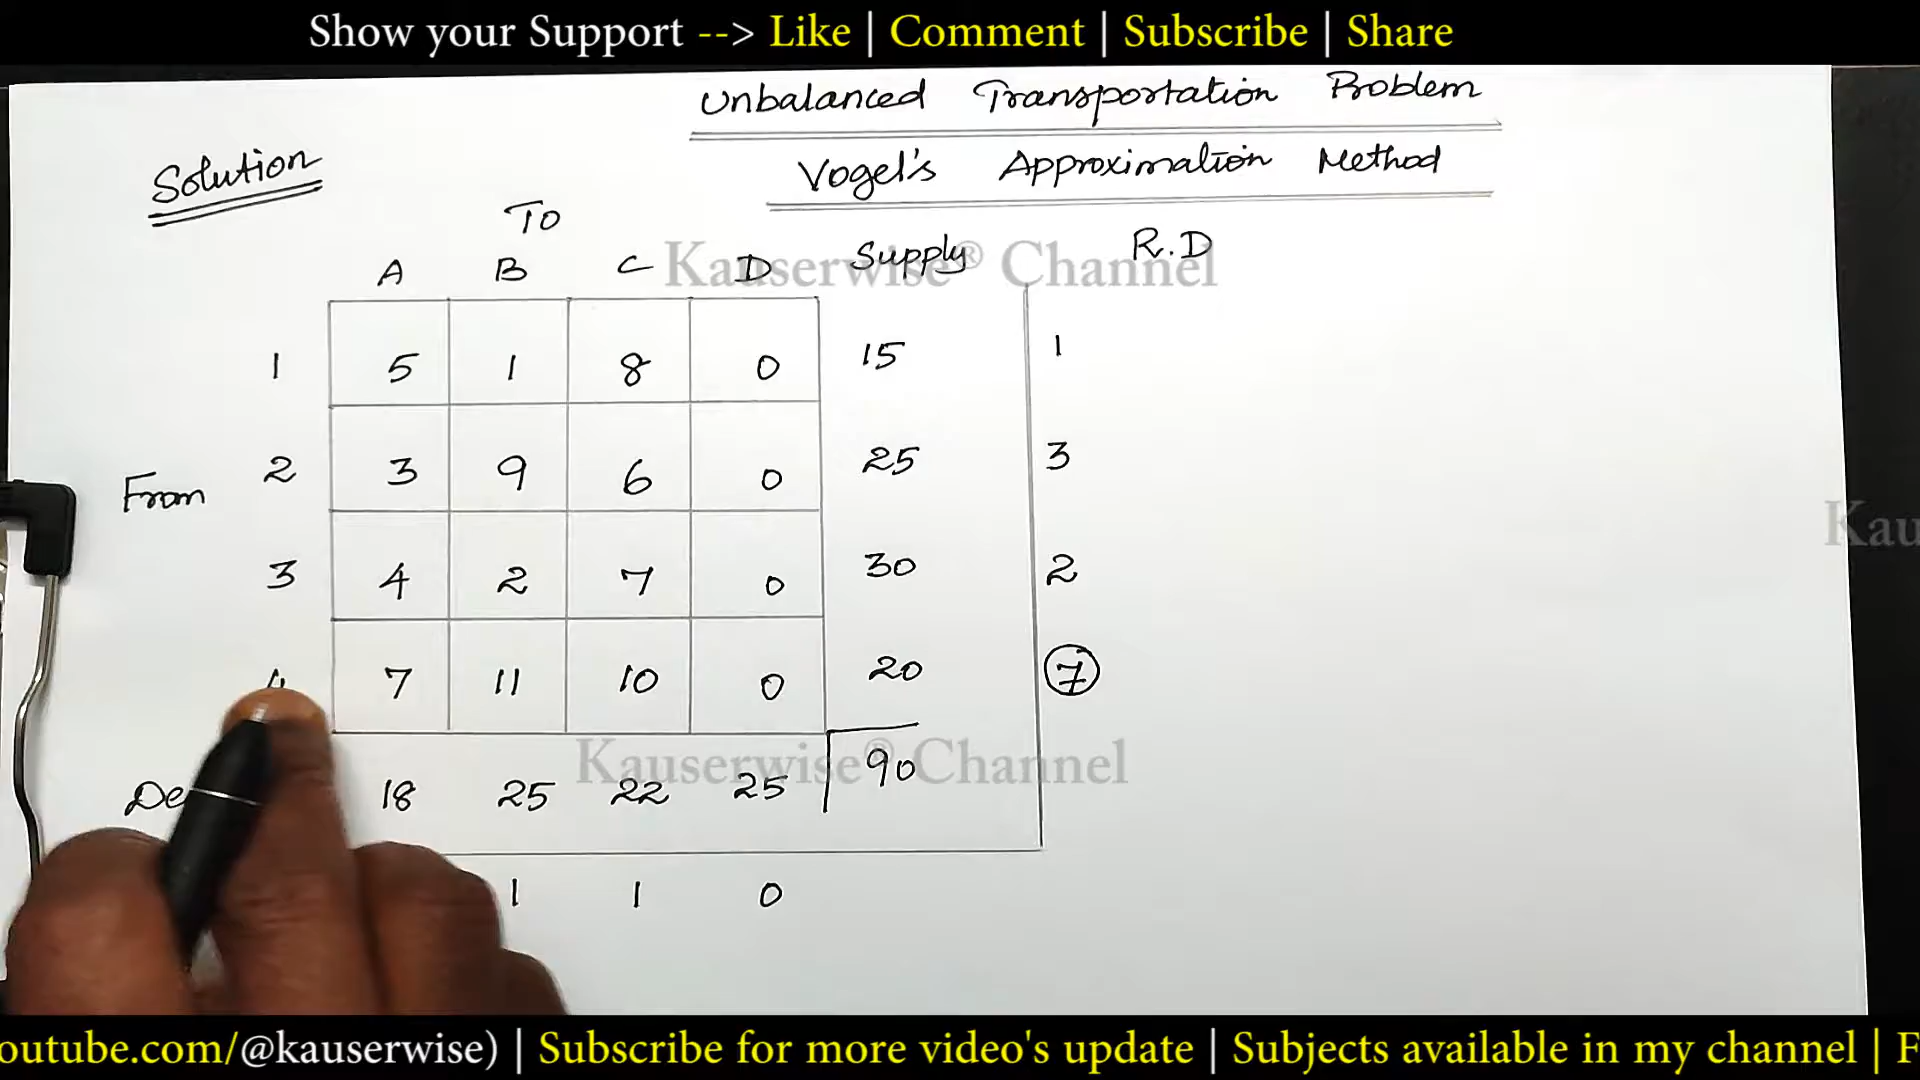 Show your Support --> Like | Comment | Subscribe | Share
Unbalanced Transportation Problem
Vogel's Approximation Method
Solution
To
A B C D Supply R.D
Kauserwise® Channel
1 5 1 8 0 15 1
2 3 9 6 0 25 3
From
Kau
3 4 2 7 0 30 2
4 7 11 10 0 20 7
Kauserwise® Channel
90
De 18 25 22 25
1 1 0
outube.com/@kauserwise) | Subscribe for more video's update | Subjects available in my channel | F